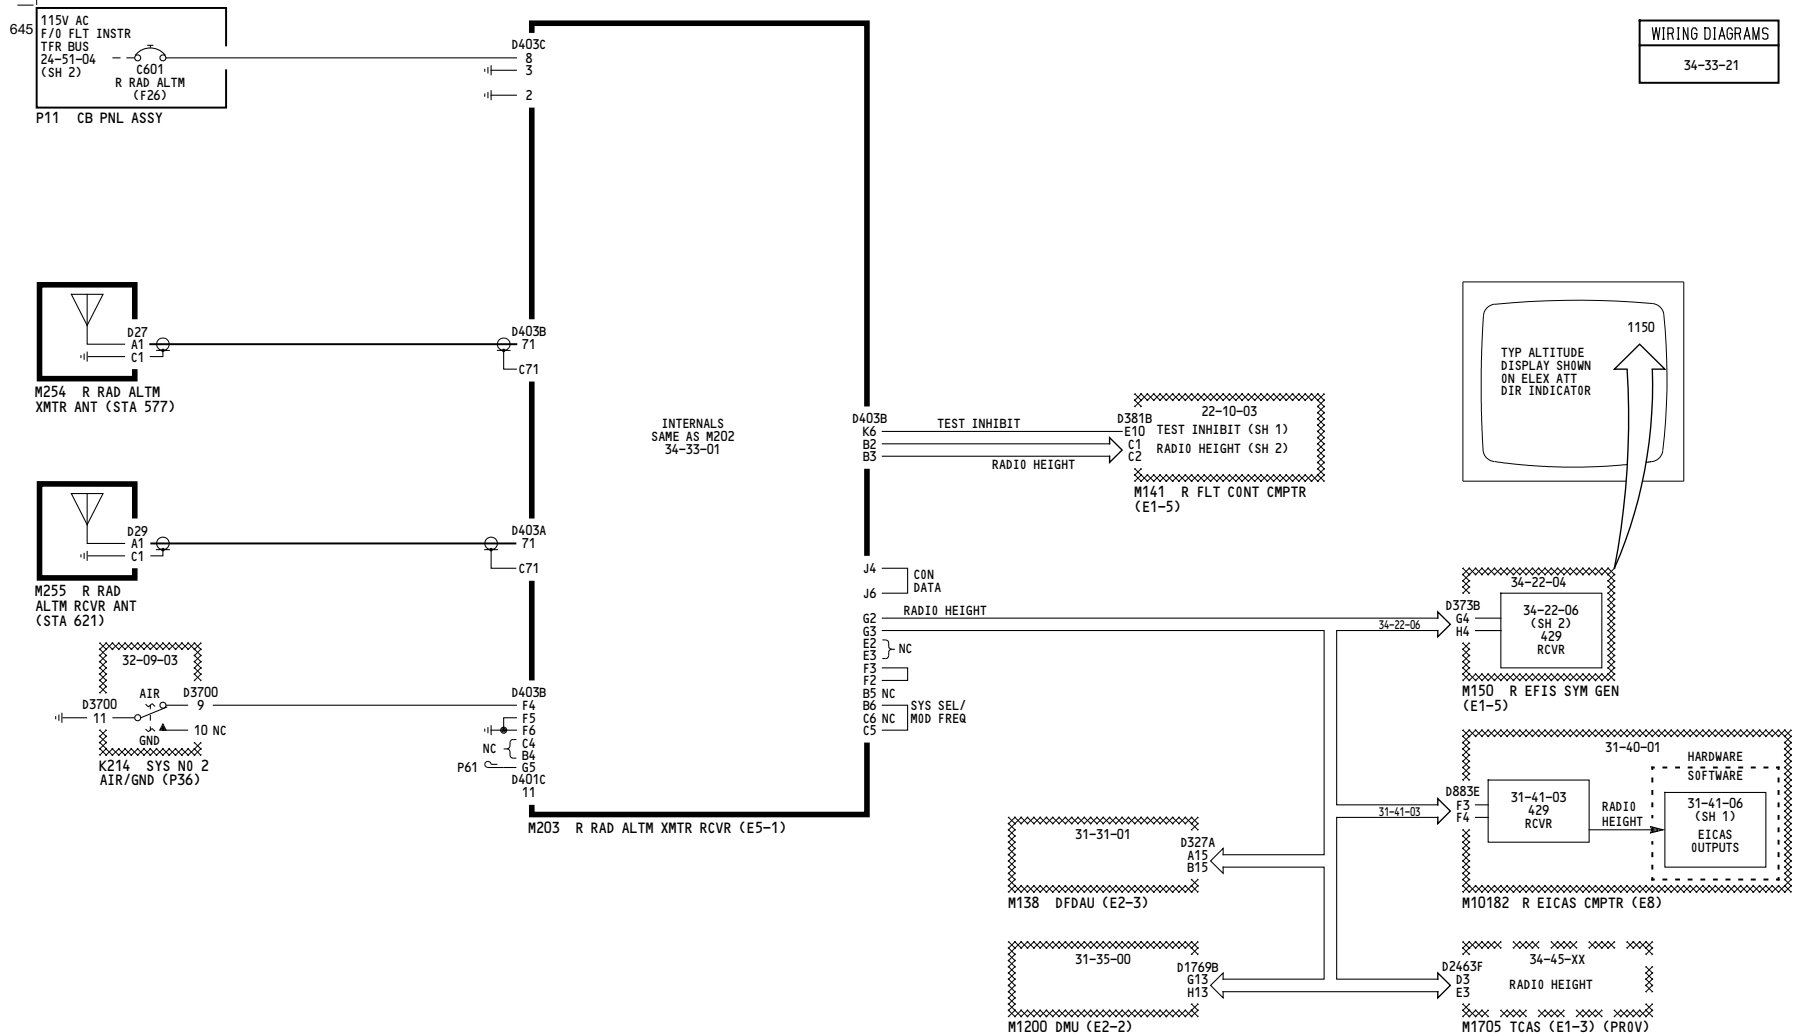 645
115V AC
F/O FLT INSTR
TFR BUS
24-51-04
(SH 2)
C601
R RAD ALTM
(F26)
P11 CB PNL ASSY
D403C
8
3
2
WIRING DIAGRAMS
34-33-21
D27
A1
C1
M254 R RAD ALTM
XMTR ANT (STA 577)
D403B
71
C71
D29
A1
C1
M255 R RAD
ALTM RCVR ANT
(STA 621)
D403A
71
C71
32-09-03
D3700
11
AIR
GND
D3700
9
10 NC
K214 SYS NO 2
AIR/GND (P36)
D403B
F4
F5
F6
NC
C4
B4
P61
G5
D401C
11
INTERNALS
SAME AS M202
34-33-01
M203 R RAD ALTM XMTR RCVR (E5-1)
D403B
K6
B2
B3
TEST INHIBIT
RADIO HEIGHT
D381B
E10
C1
C2
22-10-03
TEST INHIBIT (SH 1)
RADIO HEIGHT (SH 2)
M141 R FLT CONT CMPTR
(E1-5)
1150
TYP ALTITUDE
DISPLAY SHOWN
ON ELEX ATT
DIR INDICATOR
J4
J6
CON
DATA
G2
G3
RADIO HEIGHT
E2
E3
NC
F3
F2
B5 NC
B6
C6 NC
C5
SYS SEL/
MOD FREQ
34-22-06
D373B
G4
H4
34-22-04
34-22-06
(SH 2)
429
RCVR
M150 R EFIS SYM GEN
(E1-5)
31-40-01
HARDWARE
SOFTWARE
31-41-03
D883E
F3
F4
31-41-03
429
RCVR
RADIO
HEIGHT
31-41-06
(SH 1)
EICAS
OUTPUTS
M10182 R EICAS CMPTR (E8)
31-31-01
D327A
A15
B15
M138 DFDAU (E2-3)
31-35-00
D1769B
G13
H13
M1200 DMU (E2-2)
D2463F
D3
E3
34-45-XX
RADIO HEIGHT
M1705 TCAS (E1-3) (PROV)